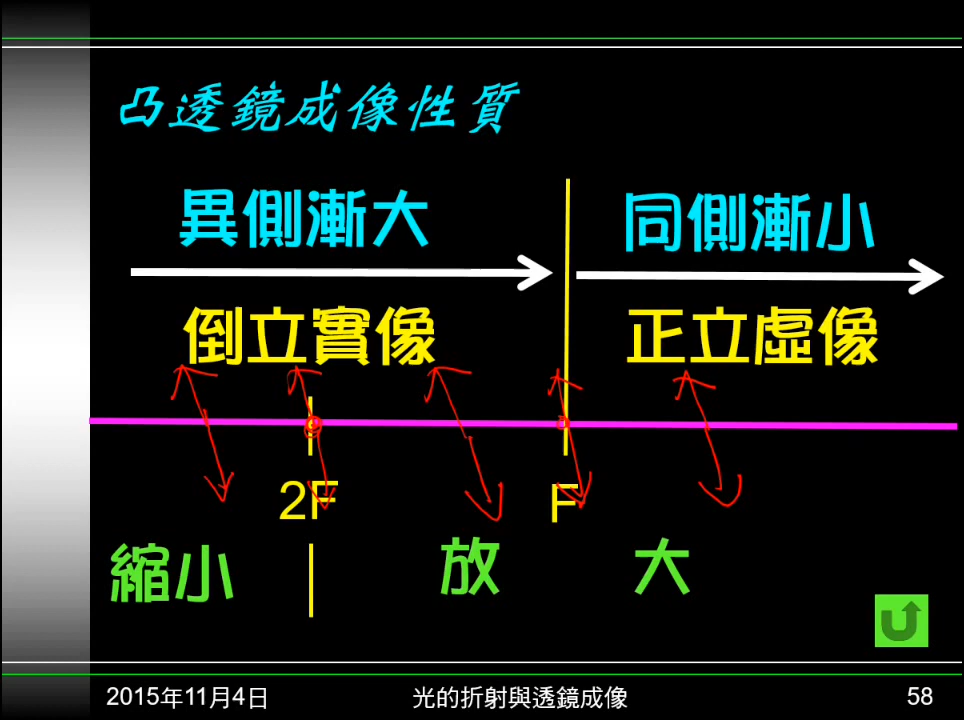 凸透鏡成像性質
異側漸大 同側漸小
倒立實像 正立虛像
2F F
縮小 放 大
2015年11月4日 光的折射與透鏡成像 58